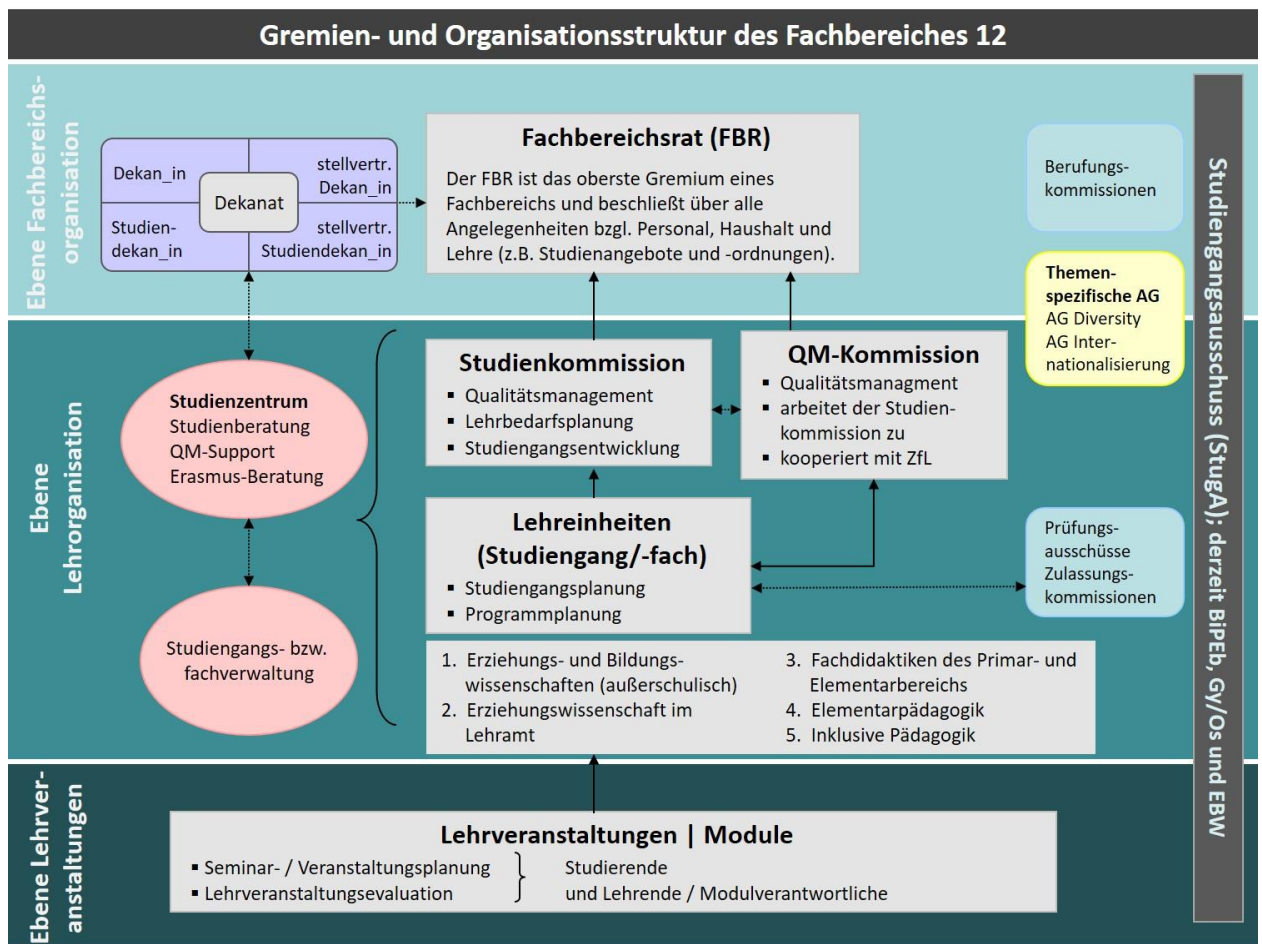 Gremien- und Organisationsstruktur des Fachbereiches 12
Ebene Fachbereichs-
organisation
Dekan_in
stellvertr.
Dekan_in
Dekanat
Studien-
dekan_in
stellvertr.
Studiendekan_in
Fachbereichsrat (FBR)
Der FBR ist das oberste Gremium eines
Fachbereichs und beschließt über alle
Angelegenheiten bzgl. Personal, Haushalt und
Lehre (z.B. Studienangebote und -ordnungen).
Berufungs-
kommissionen
Themen-
spezifische AG
AG Diversity
AG Inter-
nationalisierung
Studiengangsausschuss (StugA); derzeit BiPEb, Gy/Os und EBW
Ebene
Lehrorganisation
Studienzentrum
Studienberatung
QM-Support
Erasmus-Beratung
Studiengangs- bzw.
fachverwaltung
Studienkommission
▪ Qualitätsmanagement
▪ Lehrbedarfsplanung
▪ Studiengangsentwicklung
QM-Kommission
▪ Qualitätsmanagment
▪ arbeitet der Studien-
kommission zu
▪ kooperiert mit ZfL
Lehreinheiten
(Studiengang/-fach)
▪ Studiengangsplanung
▪ Programmplanung
Prüfungs-
ausschüsse
Zulassungs-
kommissionen
1. Erziehungs- und Bildungs-
wissenschaften (außerschulisch)
2. Erziehungswissenschaft im
Lehramt
3. Fachdidaktiken des Primar- und
Elementarbereichs
4. Elementarpädagogik
5. Inklusive Pädagogik
Ebene Lehrver-
anstaltungen
Lehrveranstaltungen | Module
▪ Seminar- / Veranstaltungsplanung
▪ Lehrveranstaltungsevaluation
Studierende
und Lehrende / Modulverantwortliche